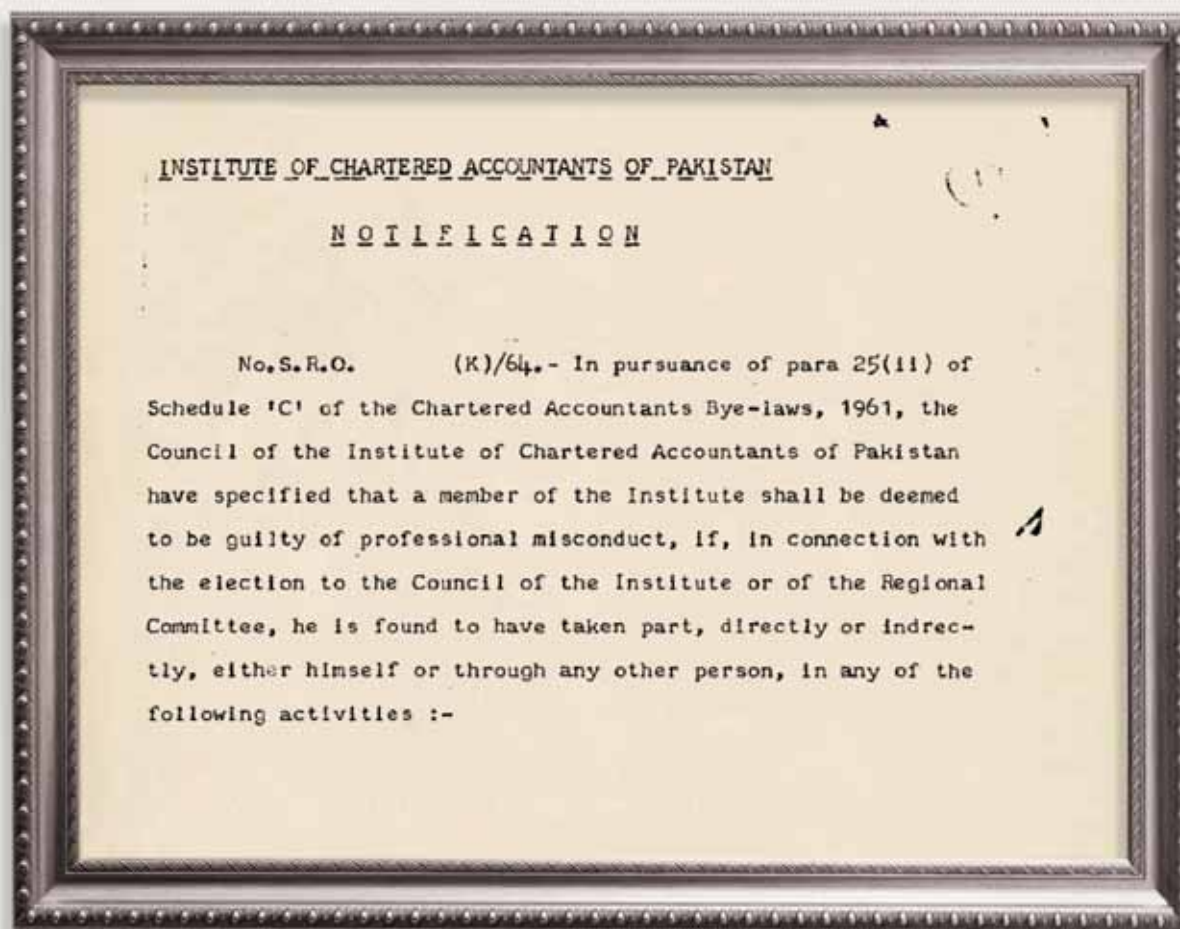 INSTITUTE OF CHARTERED ACCOUNTANTS OF PAKISTAN
NOTIFICATION
No.S.R.O. (K)/64.- In pursuance of para 25(ii) of
Schedule 'C' of the Chartered Accountants Bye-laws, 1961, the
Council of the Institute of Chartered Accountants of Pakistan
have specified that a member of the Institute shall be deemed
to be guilty of professional misconduct, if, in connection with
the election to the Council of the Institute or of the Regional
Committee, he is found to have taken part, directly or indrec-
tly, either himself or through any other person, in any of the
following activities :-